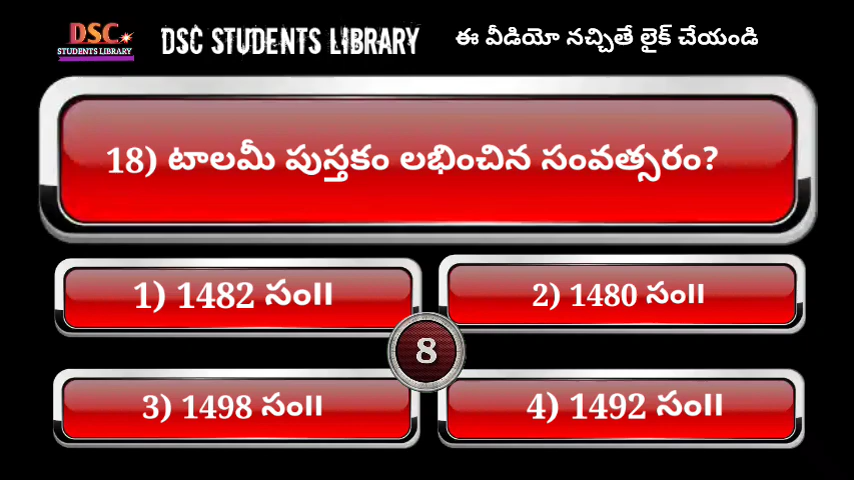 DSC
STUDENTS LIBRARY
DSC STUDENTS LIBRARY
ఈ వీడియో నచ్చితే లైక్ చేయండి
18) టాలమీ పుస్తకం లభించిన సంవత్సరం?
1) 1482 సం॥
2) 1480 సం॥
8
3) 1498 సం॥
4) 1492 సం॥